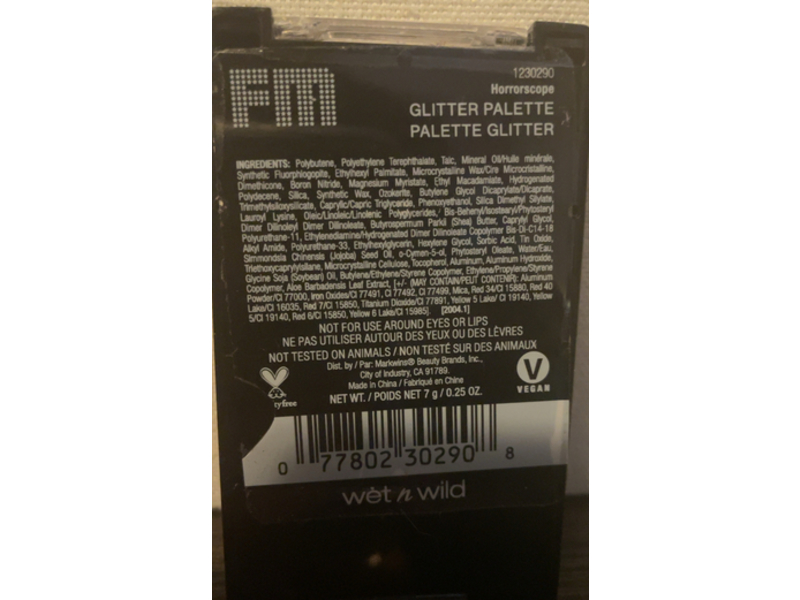 FM
1230290
Horrorscope
GLITTER PALETTE
PALETTE GLITTER
INGREDIENTS: Polybutene, Polyethylene Terephthalate, Talc, Mineral Oil/Huile minérale,
Synthetic Fluorphlogopite, Ethylhexyl Palmitate, Microcrystalline Wax/Cire Microcristalline,
Dimethicone, Boron Nitride, Magnesium Myristate, Ethyl Macadamiate, Hydrogenated
Polydecene, Silica, Synthetic Wax, Ozokerite, Butylene Glycol Dicaprylate/Dicaprate,
Trimethylsiloxysilicate, Caprylic/Capric Triglyceride, Phenoxyethanol, Silica Dimethyl Silylate,
Lauroyl Lysine, Oleic/Linoleic/Linolenic Polyglycerides, Bis-Behenyl/Isostearyl/Phytosteryl
Dimer Dilinoleyl Dimer Dilinoleate, Butyrospermum Parkii (Shea) Butter, Caprylyl Glycol,
Polyurethane-11, Ethylenediamine/Hydrogenated Dimer Dilinoleate Copolymer Bis-Di-C14-18
Alkyl Amide, Polyurethane-33, Ethylhexylglycerin, Hexylene Glycol, Sorbic Acid, Tin Oxide,
Simmondsia Chinensis (Jojoba) Seed Oil, o-Cymen-5-ol, Phytosteryl Oleate, Water/Eau,
Triethoxycaprylylsilane, Microcrystalline Cellulose, Tocopherol, Aluminum, Aluminum Hydroxide,
Glycine Soja (Soybean) Oil, Butylene/Ethylene/Styrene Copolymer, Ethylene/Propylene/Styrene
Copolymer, Aloe Barbadensis Leaf Extract, [+/- (MAY CONTAIN/PEUT CONTENIR): Aluminum
Powder/CI 77000, Iron Oxides/CI 77491, CI 77492, CI 77499, Mica, Red 34/CI 15880, Red 40
Lake/CI 16035, Red 7/CI 15850, Titanium Dioxide/CI 77891, Yellow 5 Lake/ CI 19140, Yellow
5/CI 19140, Red 6/CI 15850, Yellow 6 Lake/CI 15985]. [2004.1]
NOT FOR USE AROUND EYES OR LIPS
NE PAS UTILISER AUTOUR DES YEUX OU DES LÈVRES
NOT TESTED ON ANIMALS / NON TESTÉ SUR DES ANIMAUX
Dist. by / Par: Markwins® Beauty Brands, Inc.,
City of Industry, CA 91789.
Made in China / Fabriqué en China
NET WT. / POIDS NET 7 g / 0.25 OZ.
V
VEGAN
free
0 77802 30290 8
wet n wild